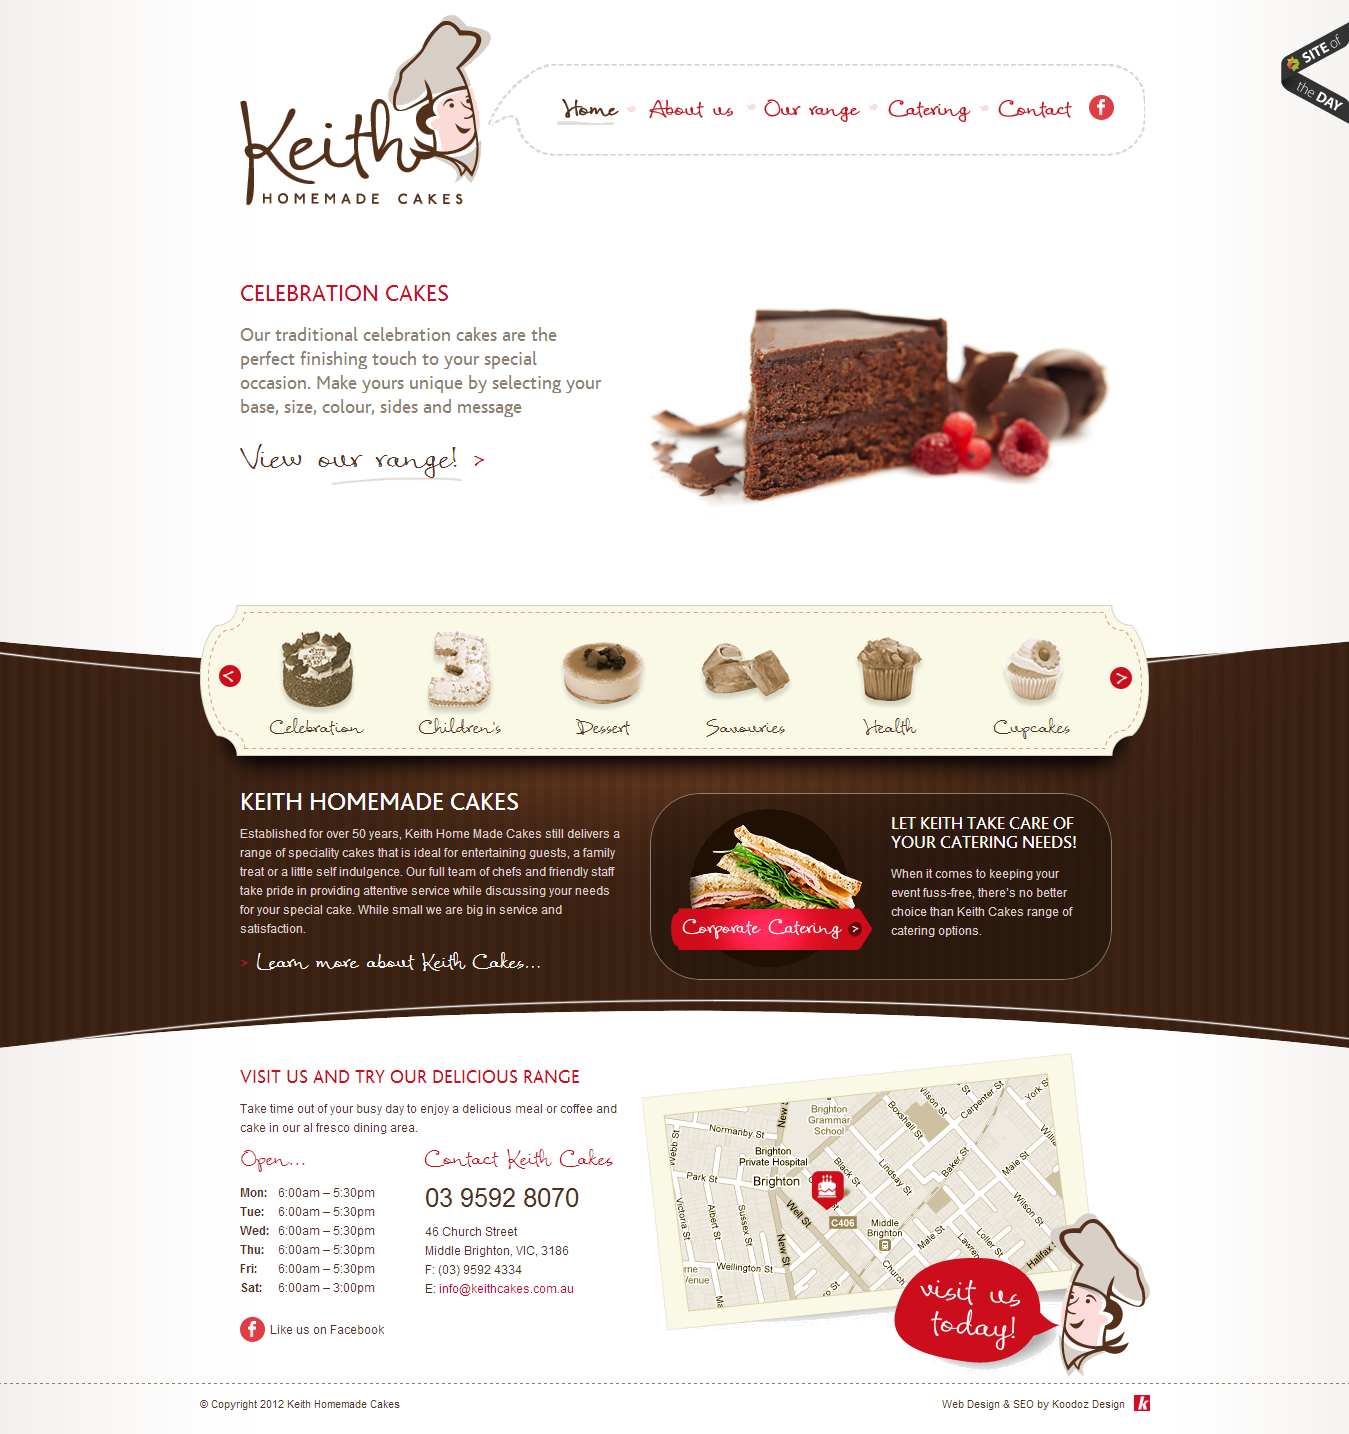 Keith
HOMEMADE CAKES
Home
About us
Our range
Catering
Contact
f
SITE of
the DAY
CELEBRATION CAKES
Our traditional celebration cakes are the
perfect finishing touch to your special
occasion. Make yours unique by selecting your
base, size, colour, sides and message
View our range! >
Celebration
Children's
Dessert
Savouries
Health
Cupcakes
KEITH HOMEMADE CAKES
Established for over 50 years, Keith Home Made Cakes still delivers a
range of speciality cakes that is ideal for entertaining guests, a family
treat or a little self indulgence. Our full team of chefs and friendly staff
take pride in providing attentive service while discussing your needs
for your special cake. While small we are big in service and
satisfaction.
> Learn more about Keith Cakes...
Corporate Catering >
LET KEITH TAKE CARE OF
YOUR CATERING NEEDS!
When it comes to keeping your
event fuss-free, there's no better
choice than Keith Cakes range of
catering options.
VISIT US AND TRY OUR DELICIOUS RANGE
Take time out of your busy day to enjoy a delicious meal or coffee and
cake in our al fresco dining area.
Open...
Mon: 6:00am – 5:30pm
Tue: 6:00am – 5:30pm
Wed: 6:00am – 5:30pm
Thu: 6:00am – 5:30pm
Fri: 6:00am – 5:30pm
Sat: 6:00am – 3:00pm
f Like us on Facebook
Contact Keith Cakes
03 9592 8070
46 Church Street
Middle Brighton, VIC, 3186
F: (03) 9592 4334
E: info@keithcakes.com.au
Webb St
Normanby St
New S
Brighton
Grammar
School
Boxshall St
Wilson St
Carpenter St
York S
Willi
Brighton
Private Hospital
Brighton
Park St
Black St
Lindsay St
Baker St
Male St
Victoria St
Albert St
Sussex St
Well St
C406
Middle
Brighton
Male St
Wilson St
Loller St
Lawren
Halifax
New St
Wellington St
Church
rne
Venue
Ma
visit us
today!
© Copyright 2012 Keith Homemade Cakes
Web Design & SEO by Koodoz Design
k